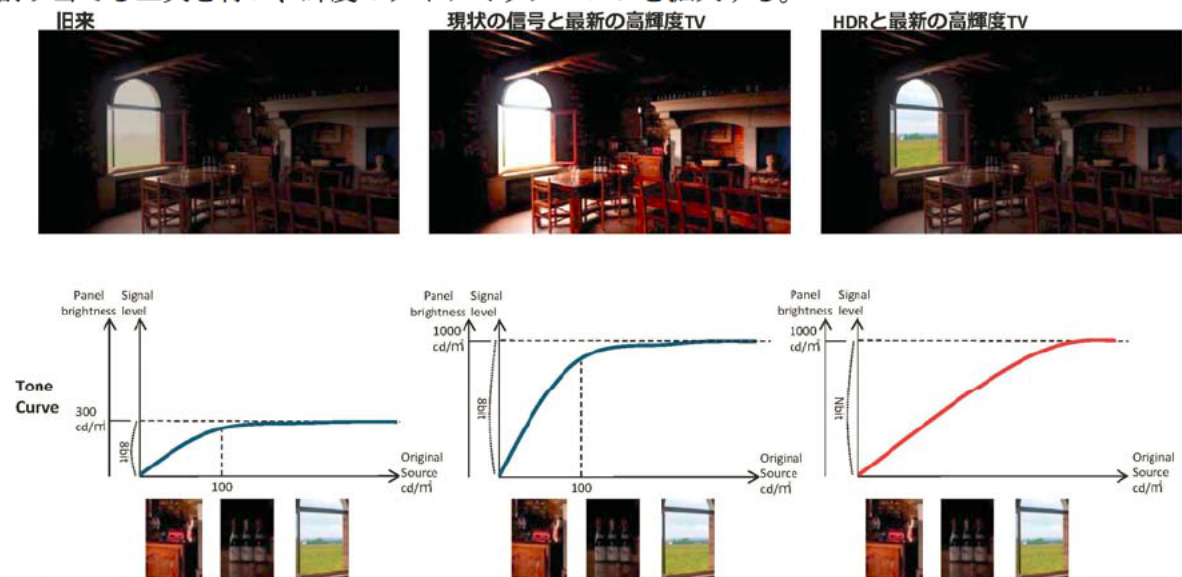 旧来
現状の信号と最新の高輝度TV
HDRと最新の高輝度TV
Panel brightness
Signal level
Panel brightness
Signal level
Panel brightness
Signal level
Tone Curve
300 cd/㎡
8bit
100
Original Source cd/㎡
1000 cd/㎡
8bit
100
Original Source cd/㎡
1000 cd/㎡
Nbit
Original Source cd/㎡